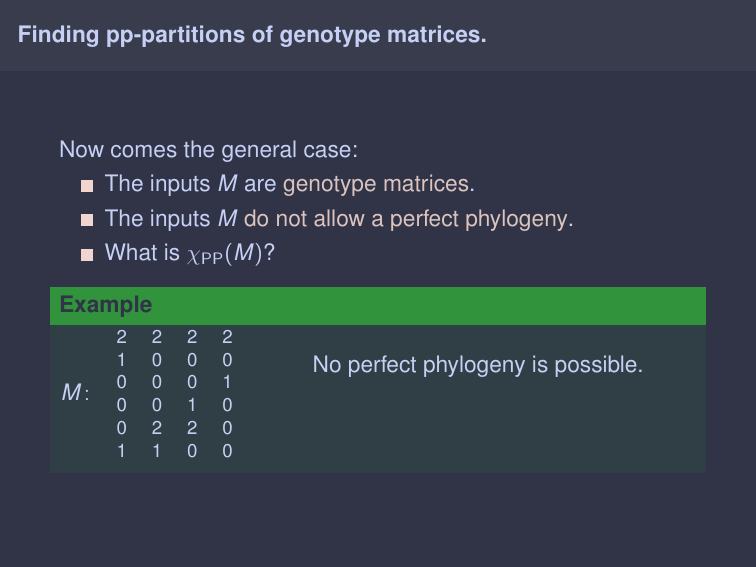 Finding pp-partitions of genotype matrices.
Now comes the general case:
The inputs M are genotype matrices.
The inputs M do not allow a perfect phylogeny.
What is χPP(M)?
Example
2 2 2 2
1 0 0 0
No perfect phylogeny is possible.
0 0 0 1
M:
0 0 1 0
0 2 2 0
1 1 0 0